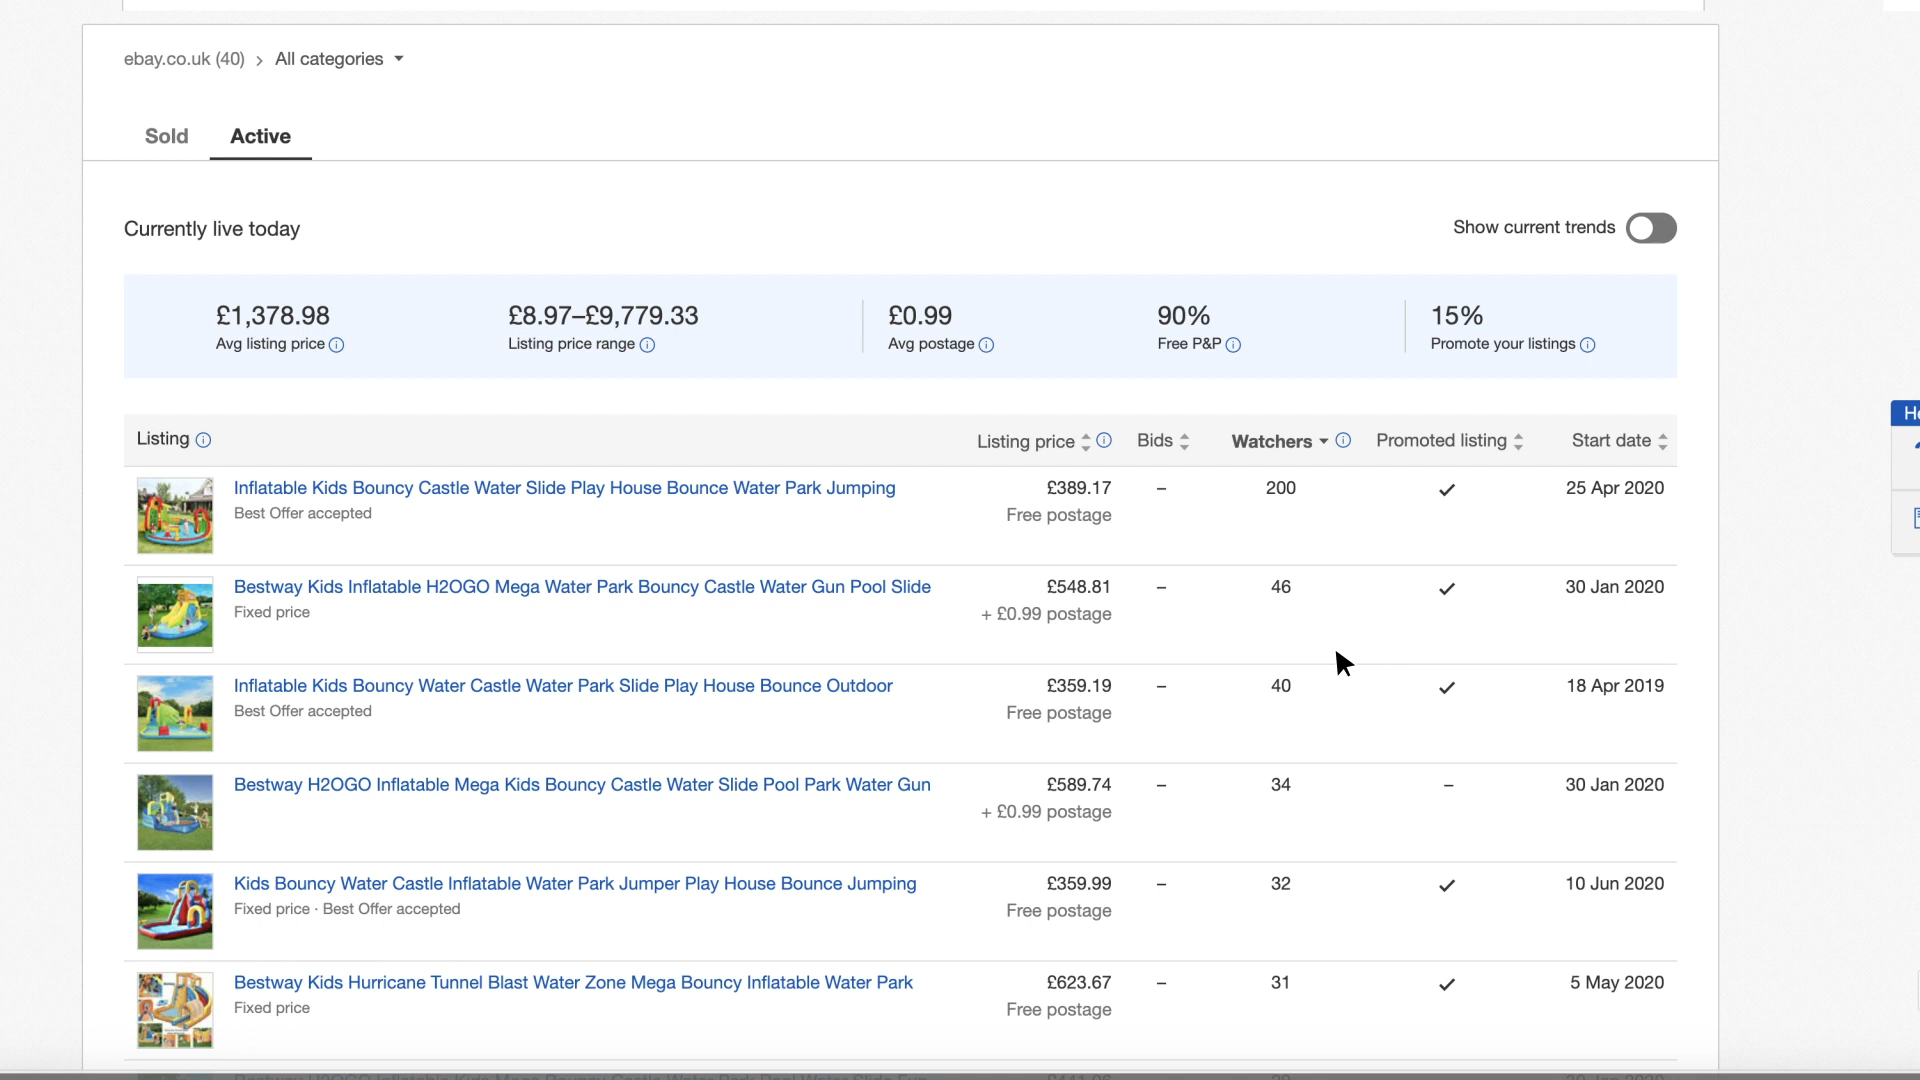 ebay.co.uk (40) > All categories
Sold Active
Currently live today
Show current trends
£1,378.98 £8.97–£9,779.33 £0.99 90% 15%
Avg listing price Listing price range Avg postage Free P&P Promote your listings
Listing Listing price Bids Watchers Promoted listing Start date
Inflatable Kids Bouncy Castle Water Slide Play House Bounce Water Park Jumping £389.17 – 200 ✓ 25 Apr 2020
Best Offer accepted Free postage
Bestway Kids Inflatable H2OGO Mega Water Park Bouncy Castle Water Gun Pool Slide £548.81 – 46 ✓ 30 Jan 2020
Fixed price + £0.99 postage
Inflatable Kids Bouncy Water Castle Water Park Slide Play House Bounce Outdoor £359.19 – 40 ✓ 18 Apr 2019
Best Offer accepted Free postage
Bestway H2OGO Inflatable Mega Kids Bouncy Castle Water Slide Pool Park Water Gun £589.74 – 34 – 30 Jan 2020
+ £0.99 postage
Kids Bouncy Water Castle Inflatable Water Park Jumper Play House Bounce Jumping £359.99 – 32 ✓ 10 Jun 2020
Fixed price · Best Offer accepted Free postage
Bestway Kids Hurricane Tunnel Blast Water Zone Mega Bouncy Inflatable Water Park £623.67 – 31 ✓ 5 May 2020
Fixed price Free postage